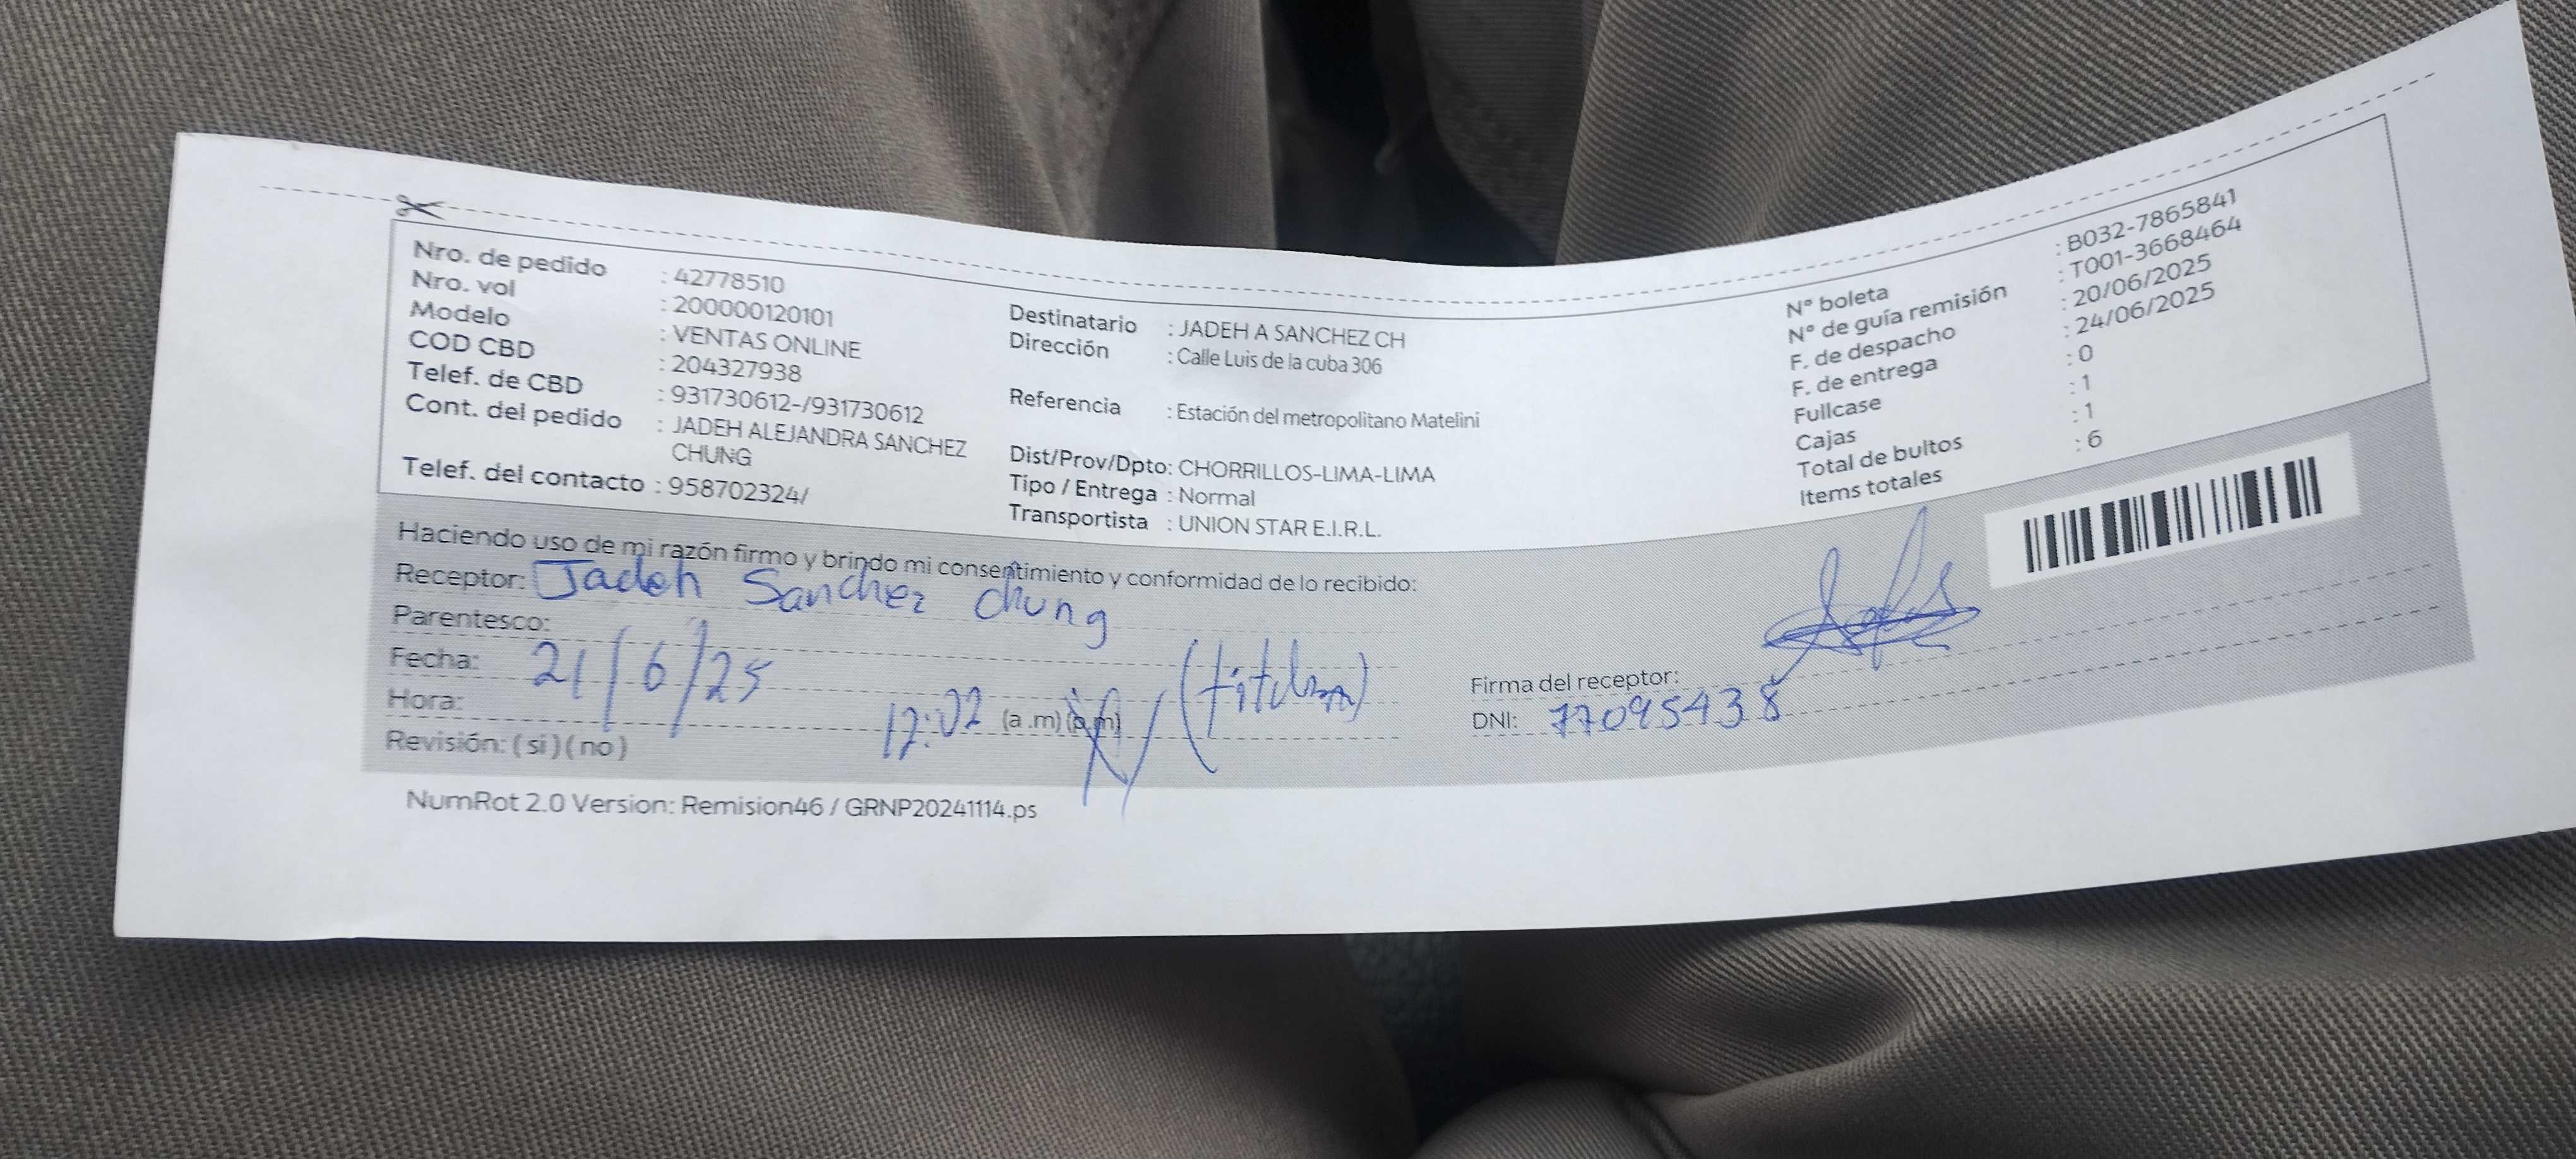 Nro. de pedido : 42778510
Nro. vol : 200000120101
Modelo : VENTAS ONLINE
COD CBD : 204327938
Telef. de CBD : 931730612-/931730612
Cont. del pedido : JADEH ALEJANDRA SANCHEZ
CHUNG
Telef. del contacto : 958702324/
Destinatario : JADEH A SANCHEZ CH
Dirección : Calle Luis de la cuba 306
Referencia : Estación del metropolitano Matelini
Dist/Prov/Dpto: CHORRILLOS-LIMA-LIMA
Tipo / Entrega : Normal
Transportista : UNION STAR E.I.R.L.
N° boleta : B032-7865841
N° de guía remisión : T001-3668464
F. de despacho : 20/06/2025
F. de entrega : 24/06/2025
Fullcase : 0
Cajas : 1
Total de bultos : 1
Items totales : 6
Haciendo uso de mi razón firmo y brindo mi consentimiento y conformidad de lo recibido:
Receptor: Jadeh Sanchez Chung
Parentesco:
Fecha: 21/6/25
Hora: 12:02 (a.m)(p.m)
Revisión: (si)(no)
Firma del receptor:
DNI: 77095438
NumRot 2.0 Version: Remision46 / GRNP20241114.ps